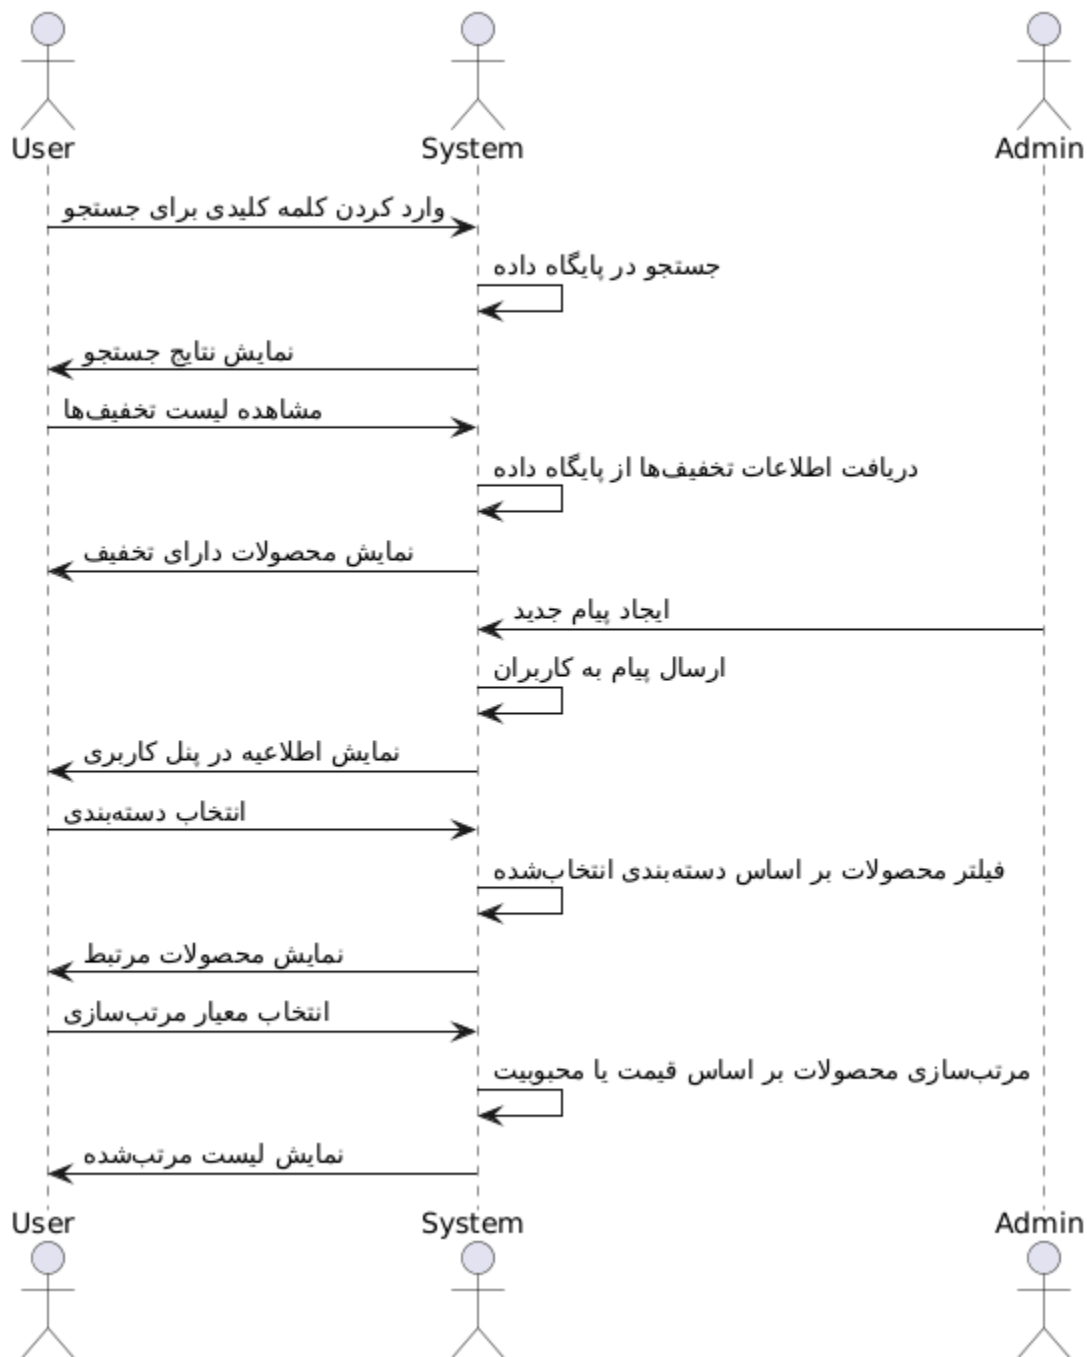 User System Admin
وارد کردن کلمه کلیدی برای جستجو
جستجو در پایگاه داده
نمایش نتایج جستجو
مشاهده لیست تخفیف‌ها
دریافت اطلاعات تخفیف‌ها از پایگاه داده
نمایش محصولات دارای تخفیف
ایجاد پیام جدید
ارسال پیام به کاربران
نمایش اطلاعیه در پنل کاربری
انتخاب دسته‌بندی
فیلتر محصولات بر اساس دسته‌بندی انتخاب‌شده
نمایش محصولات مرتبط
انتخاب معیار مرتب‌سازی
مرتب‌سازی محصولات بر اساس قیمت یا محبوبیت
نمایش لیست مرتب‌شده
User System Admin